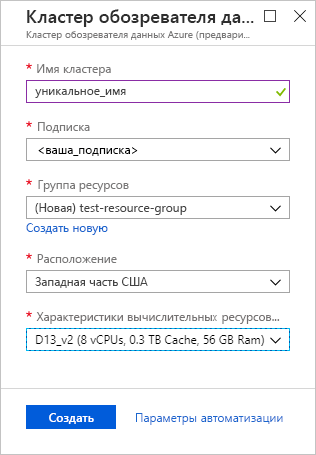 Кластер обозревателя да...
Кластер обозревателя данных Azure (предвари...
* Имя кластера
уникальное_имя
* Подписка
<ваша_подписка>
* Группа ресурсов
(Новая) test-resource-group
Создать новую
* Расположение
Западная часть США
* Характеристики вычислительных ресурсов...
D13_v2 (8 vCPUs, 0.3 TB Cache, 56 GB Ram)
Создать
Параметры автоматизации